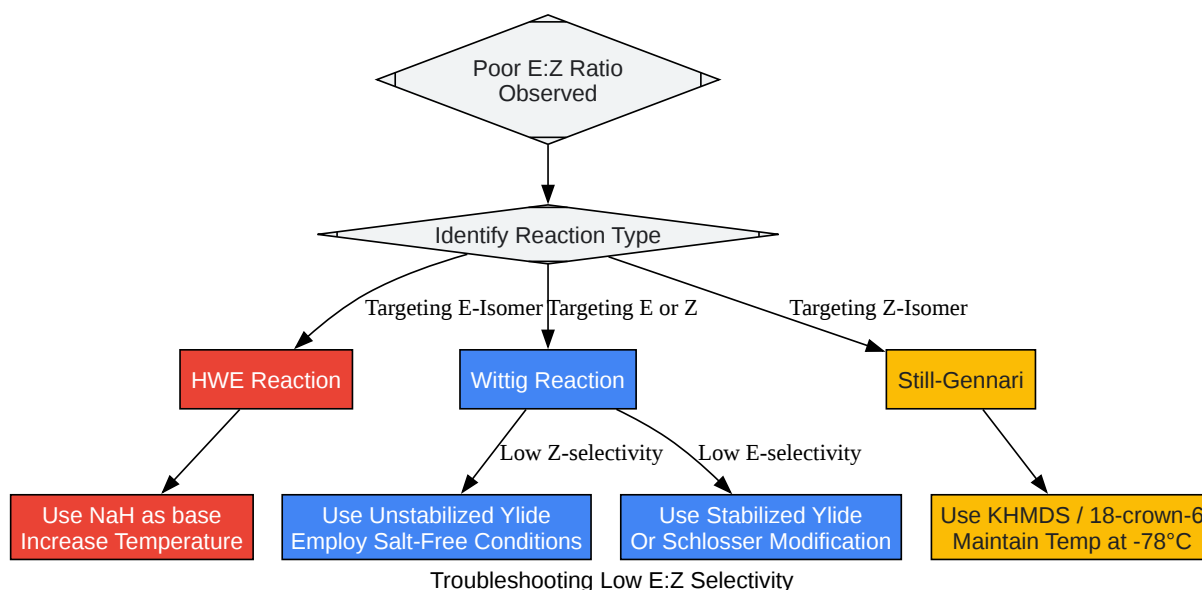 Poor E:Z Ratio
Observed
Identify Reaction Type
Targeting E-Isomer
Targeting E or Z
Targeting Z-Isomer
HWE Reaction
Wittig Reaction
Still-Gennari
Low Z-selectivity
Low E-selectivity
Use NaH as base
Increase Temperature
Use Unstabilized Ylide
Employ Salt-Free Conditions
Use Stabilized Ylide
Or Schlosser Modification
Use KHMDS / 18-crown-6
Maintain Temp at -78°C
Troubleshooting Low E:Z Selectivity